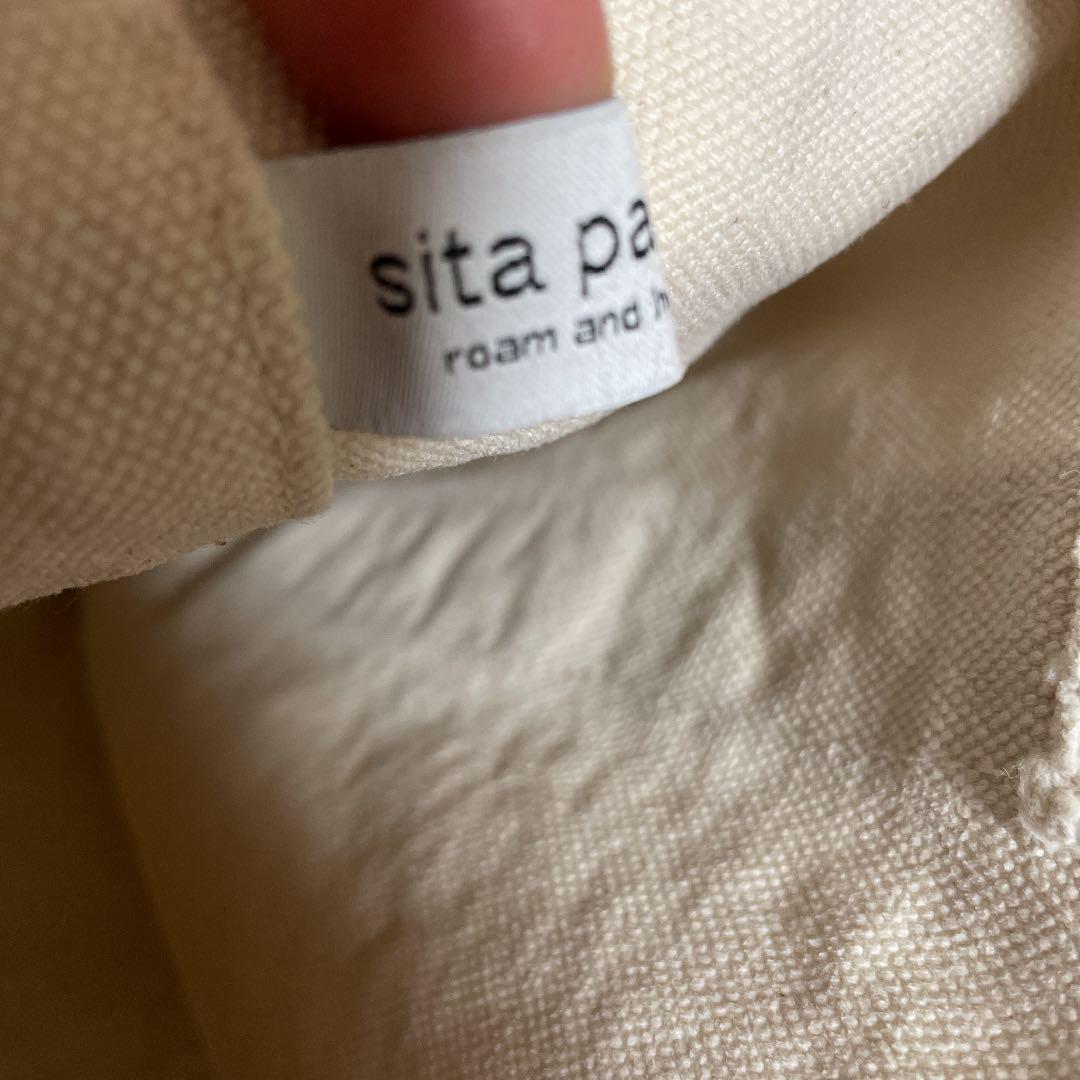 sita pa
roam and